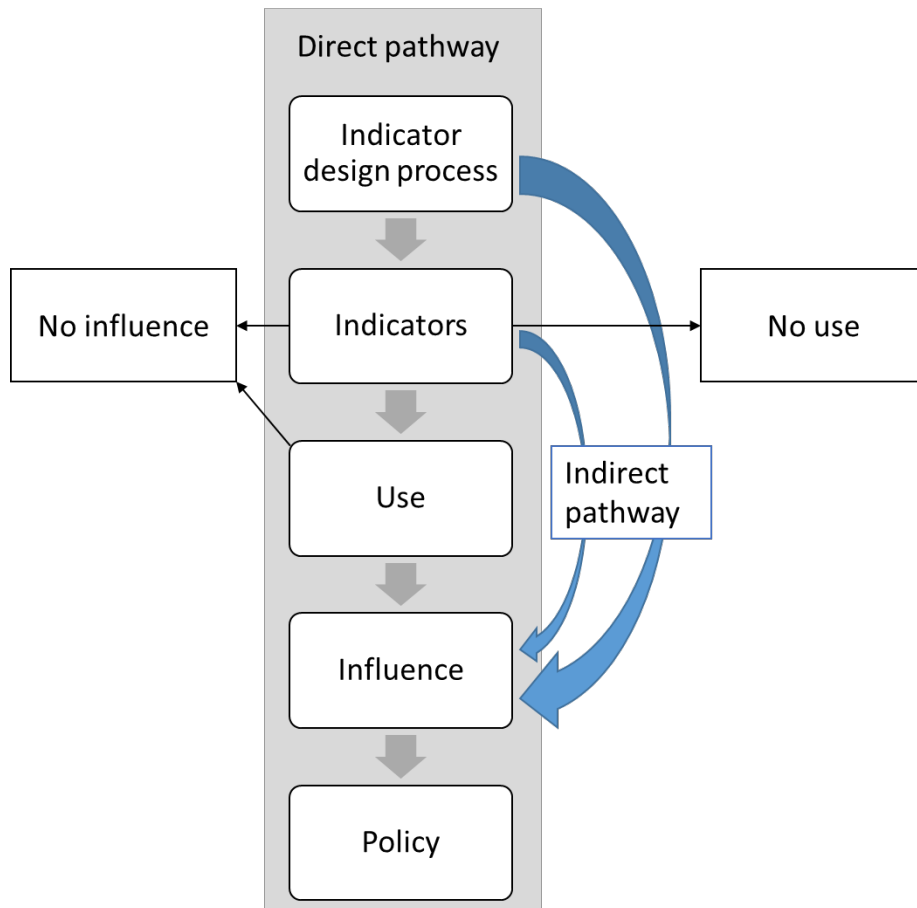 Direct pathway
Indicator
design process
No influence
Indicators
No use
Use
Indirect
pathway
Influence
Policy